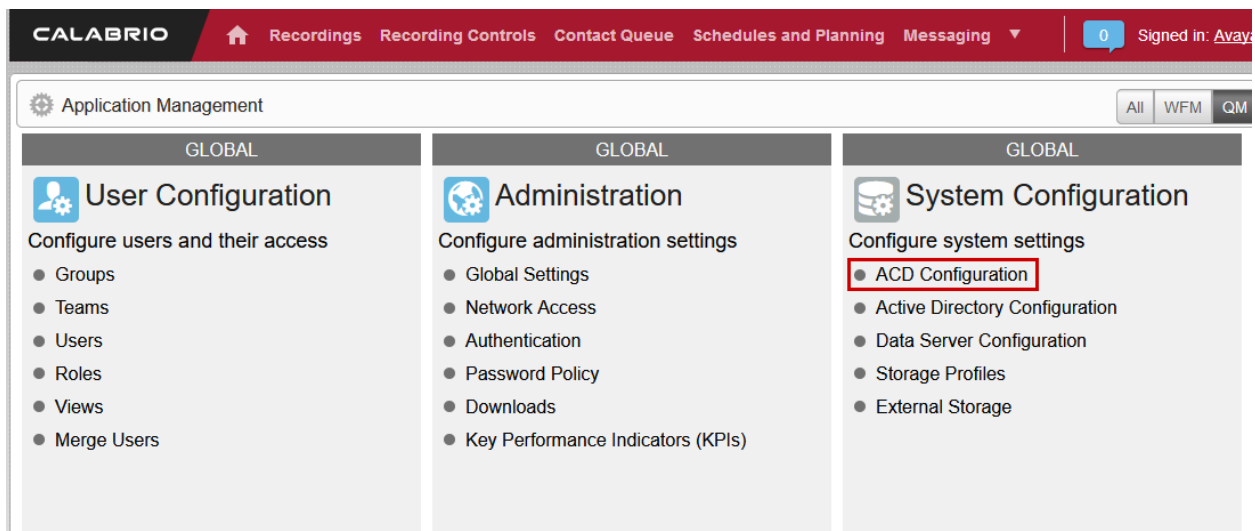 CALABRIO Recordings Recording Controls Contact Queue Schedules and Planning Messaging 0 Signed in: Avaya
Application Management All WFM QM
GLOBAL GLOBAL GLOBAL
User Configuration Administration System Configuration
Configure users and their access Configure administration settings Configure system settings
Groups Global Settings ACD Configuration
Teams Network Access Active Directory Configuration
Users Authentication Data Server Configuration
Roles Password Policy Storage Profiles
Views Downloads External Storage
Merge Users Key Performance Indicators (KPIs)